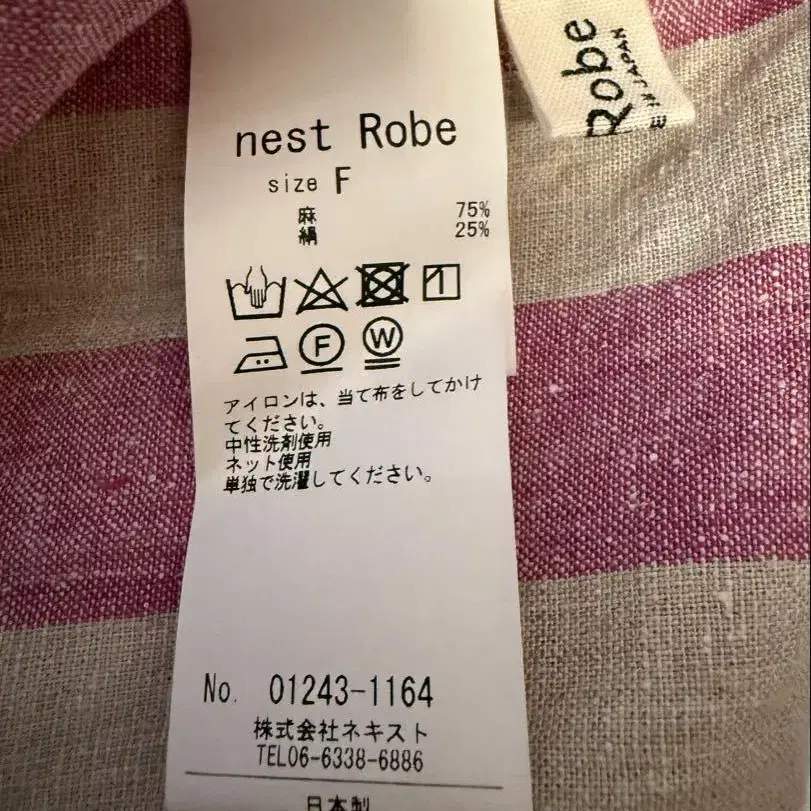 Robe
E IN JAPAN
nest Robe
size F
麻 75%
絹 25%
F W
アイロンは、当て布をしてかけ
てください。
中性洗剤使用
ネット使用
単独で洗濯してください。
No. 01243-1164
株式会社ネキスト
TEL06-6338-6886
日本製